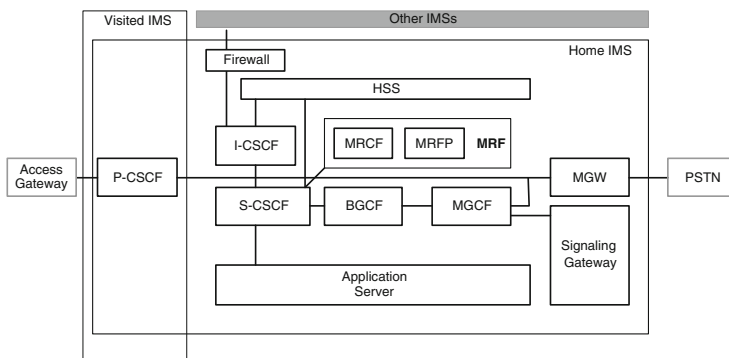 Visited IMS
Other IMSs
Firewall
Home IMS
HSS
I-CSCF
MRCF
MRFP
MRF
Access
Gateway
P-CSCF
MGW
PSTN
S-CSCF
BGCF
MGCF
Signaling
Gateway
Application
Server